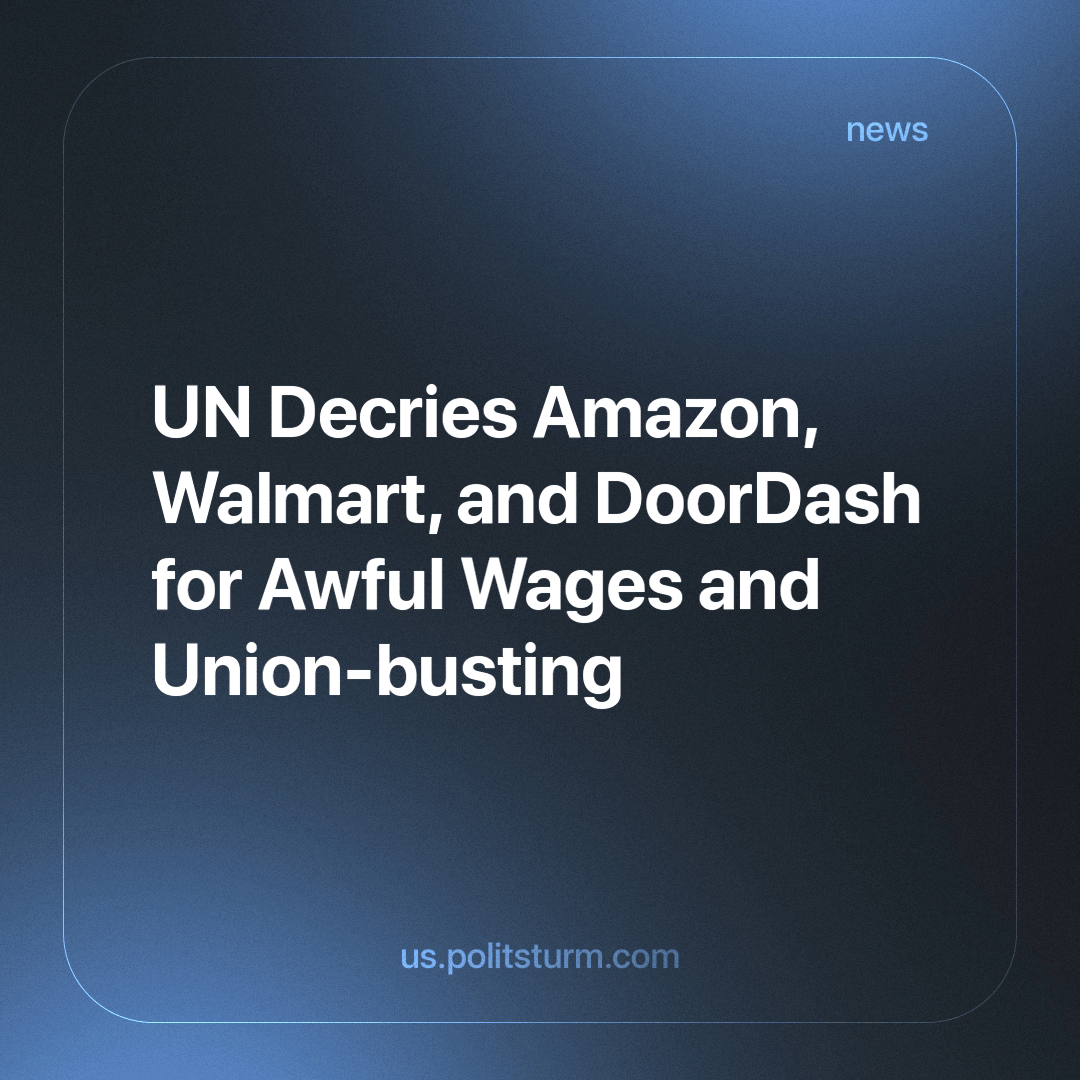 news
UN Decries Amazon,
Walmart, and DoorDash
for Awful Wages and
Union-busting
us.politsturm.com